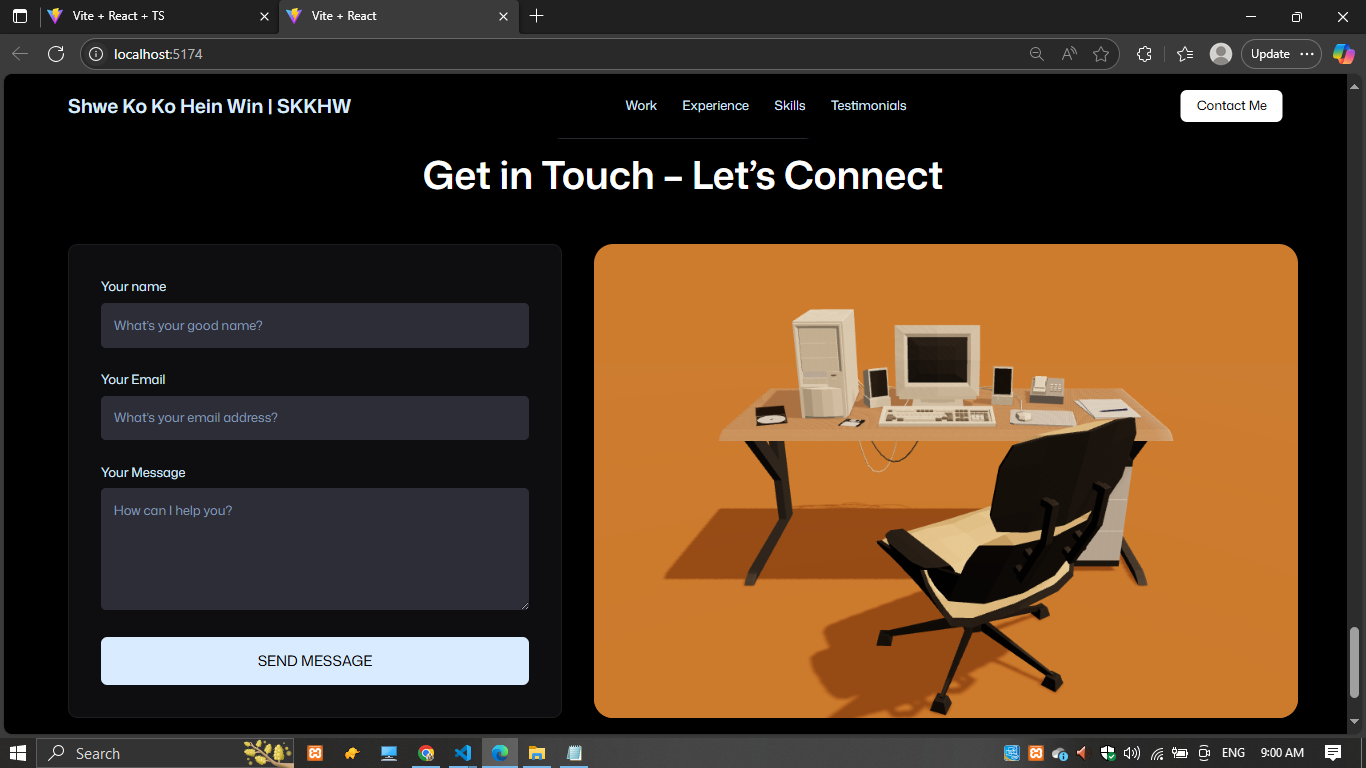 Vite + React + TS
Vite + React
localhost:5174
Update
Shwe Ko Ko Hein Win | SKKHW
Work Experience Skills Testimonials
Contact Me
Get in Touch – Let’s Connect
Your name
What’s your good name?
Your Email
What’s your email address?
Your Message
How can I help you?
SEND MESSAGE
Search
ENG
9:00 AM